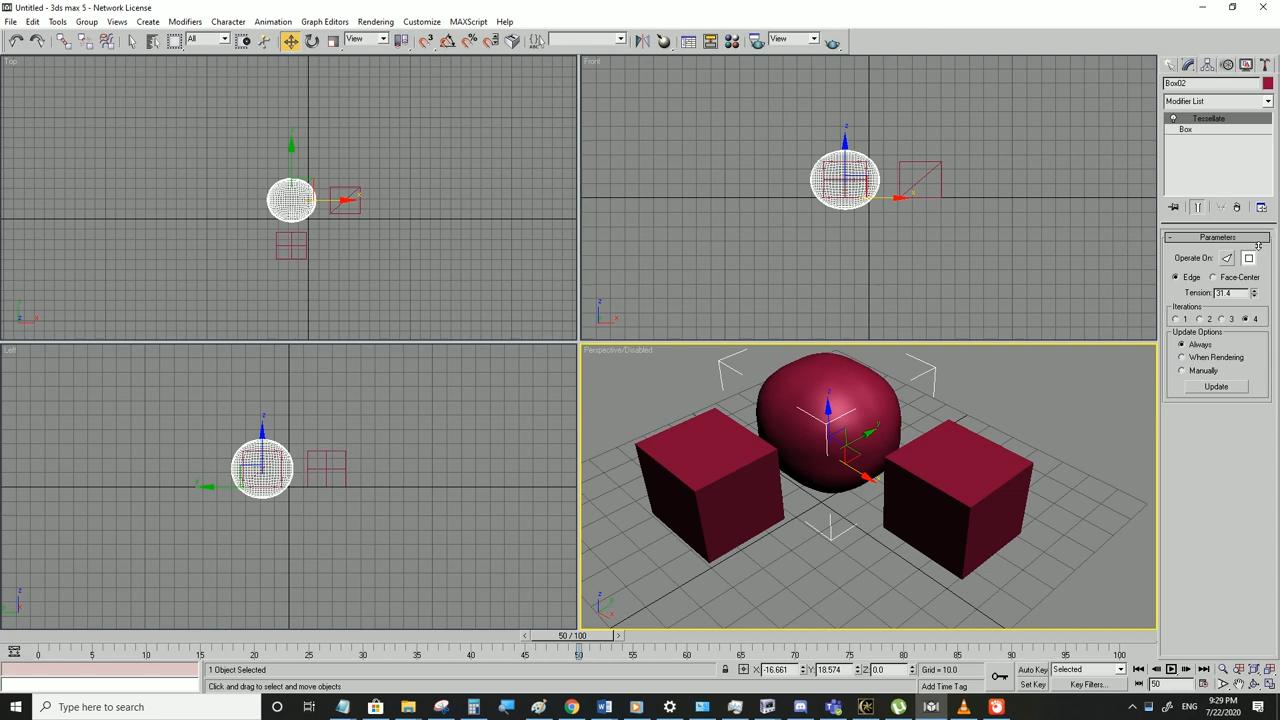 Untitled - 3ds max 5 - Network License
File Edit Tools Group Views Create Modifiers Character Animation Graph Editors Rendering Customize MAXScript Help
All View View
Top Front
Box02
Modifier List
Tessellate
Box
Parameters
Operate On:
Edge Face-Center
Tension: 31.4
Iterations
1 2 3 4
Update Options
Always
When Rendering
Manually
Update
Left Perspective/Disabled
< 50 / 100 >
0 5 10 15 20 25 30 35 40 45 50 55 60 65 70 75 80 85 90 95 100
1 Object Selected X: -16.661 Y: 18.574 Z: 0.0 Grid = 10.0 Auto Key Selected
Click and drag to select and move objects Add Time Tag Set Key Key Filters... 50
Type here to search
9:29 PM
7/22/2020